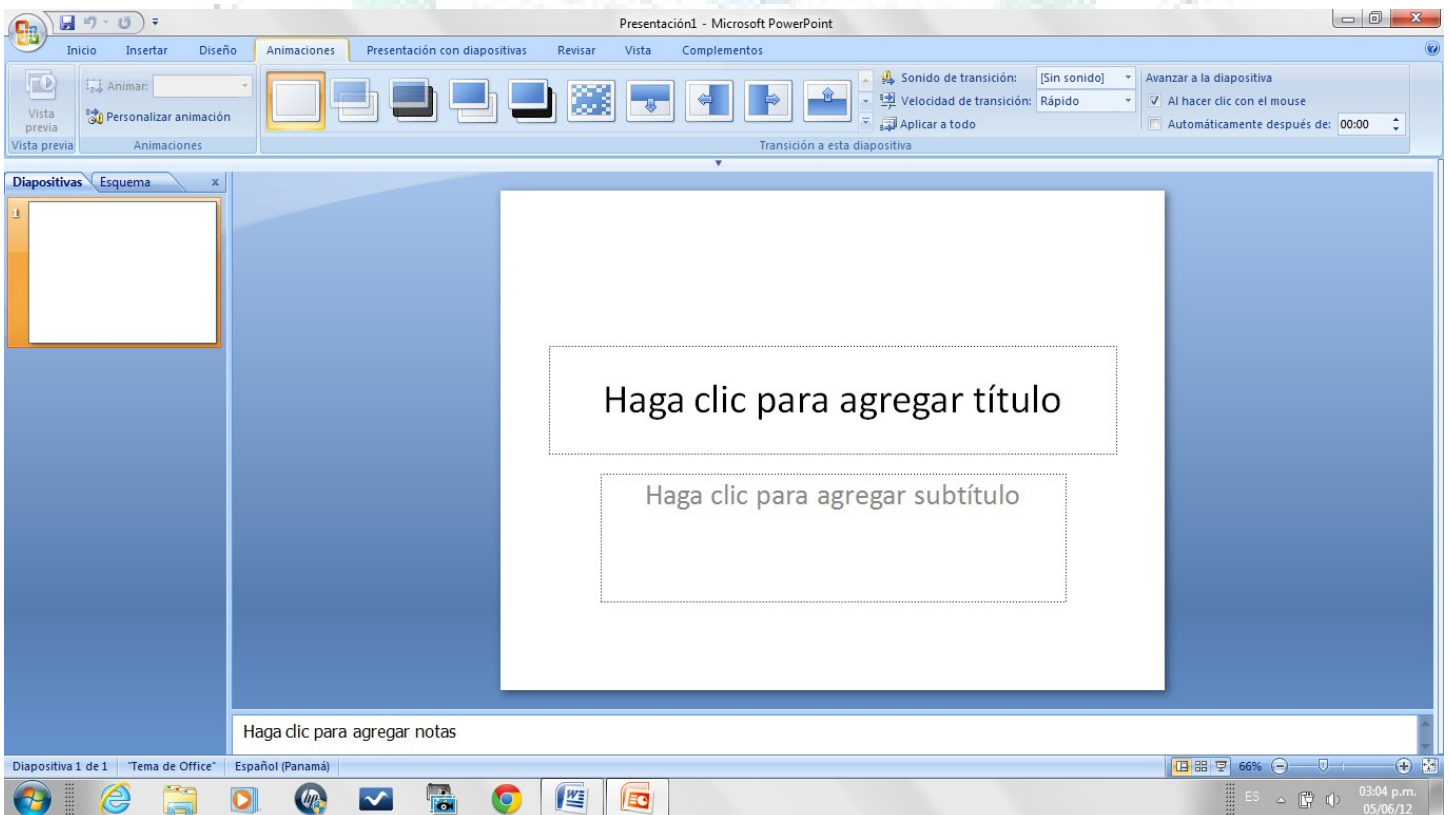 Presentación1 - Microsoft PowerPoint
Inicio Insertar Diseño Animaciones Presentación con diapositivas Revisar Vista Complementos
Vista previa
Animar:
Personalizar animación
Vista previa
Animaciones
Sonido de transición: [Sin sonido]
Velocidad de transición: Rápido
Aplicar a todo
Transición a esta diapositiva
Avanzar a la diapositiva
Al hacer clic con el mouse
Automáticamente después de: 00:00
Diapositivas Esquema x
1
Haga clic para agregar título
Haga clic para agregar subtítulo
Haga clic para agregar notas
Diapositiva 1 de 1 "Tema de Office" Español (Panamá) 66%
ES 03:04 p.m.
05/06/12